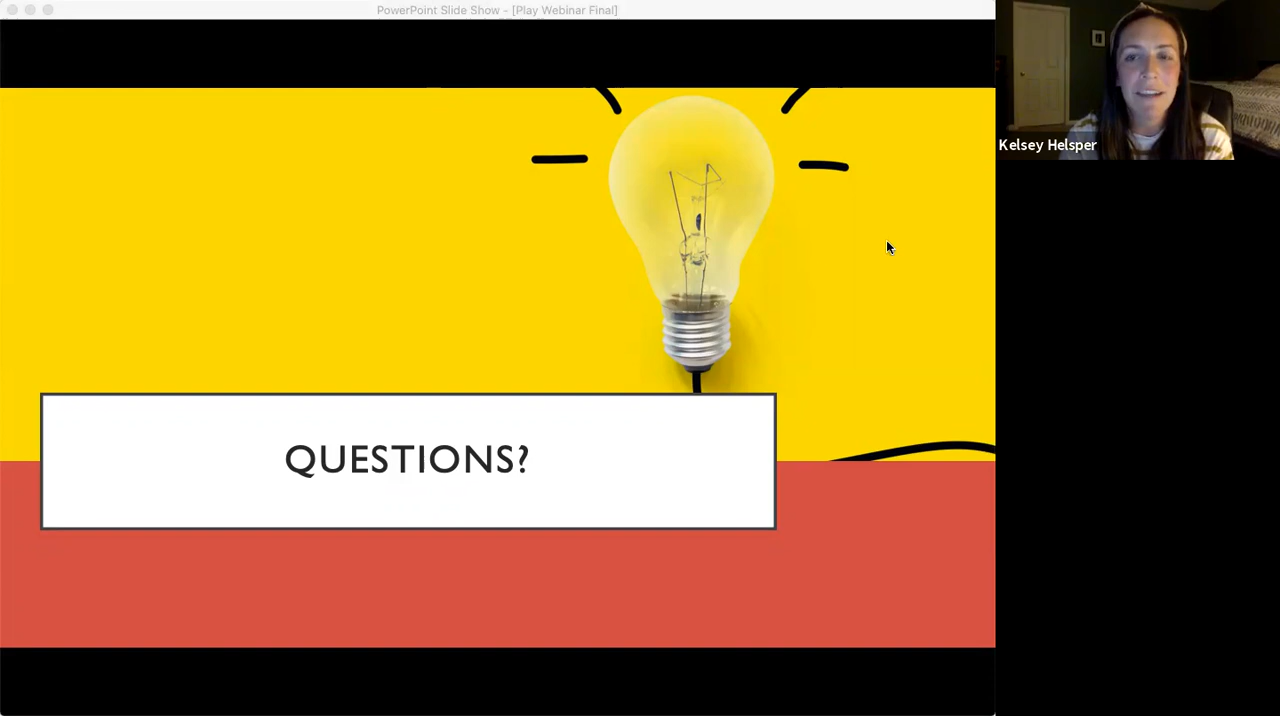 PowerPoint Slide Show - [Play Webinar Final]
Kelsey Helsper
QUESTIONS?